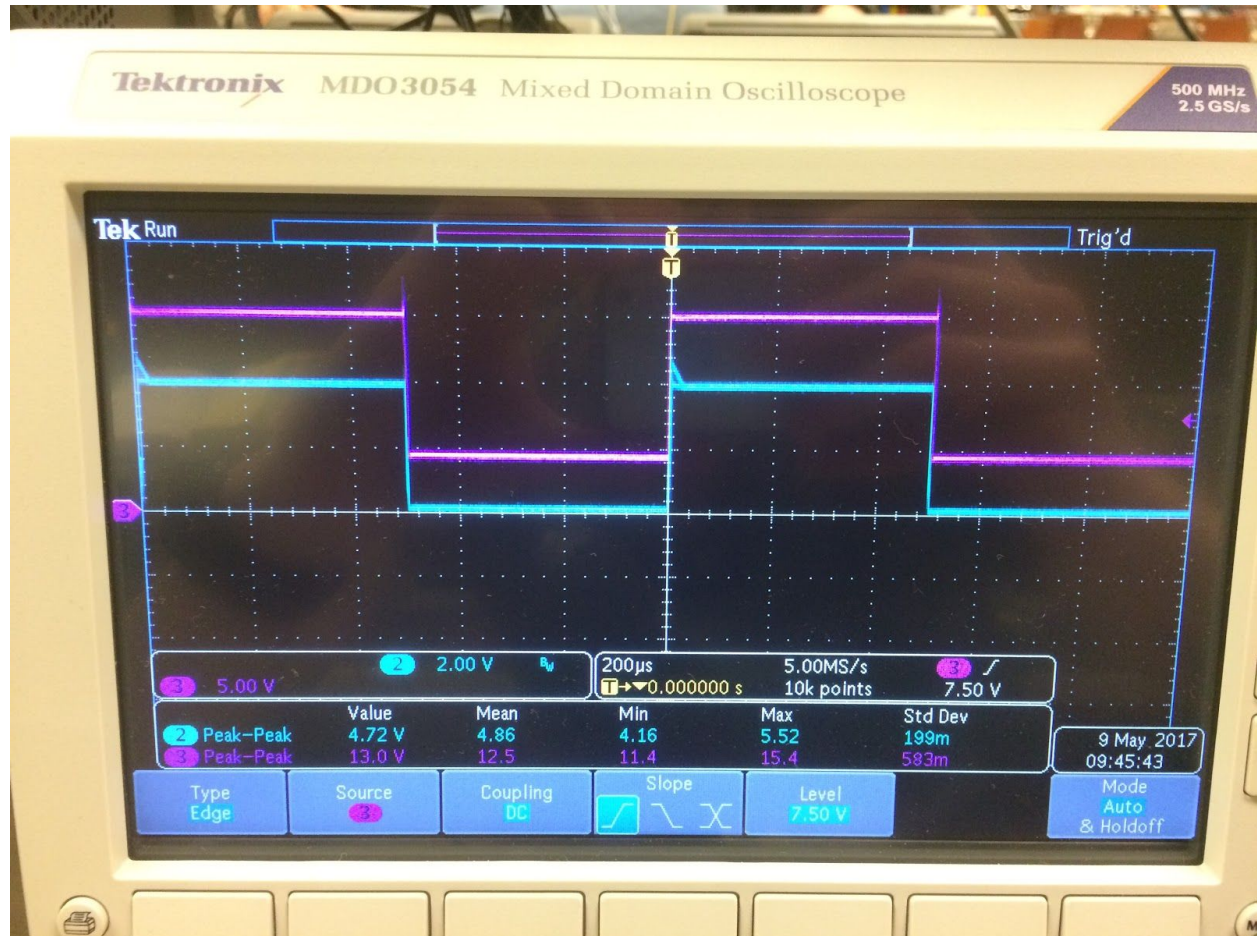 Tektronix MDO3054 Mixed Domain Oscilloscope
500 MHz
2.5 GS/s
Tek Run
Trig'd
T
T
3
2 2.00 V BW
3 5.00 V
200µs 5.00MS/s 3
T→▼0.000000 s 10k points 7.50 V
Value Mean Min Max Std Dev
2 Peak-Peak 4.72 V 4.86 4.16 5.52 199m
3 Peak-Peak 13.0 V 12.5 11.4 15.4 583m
9 May 2017
09:45:43
Type
Edge
Source
3
Coupling
DC
Slope
Level
7.50 V
Mode
Auto
& Holdoff
M